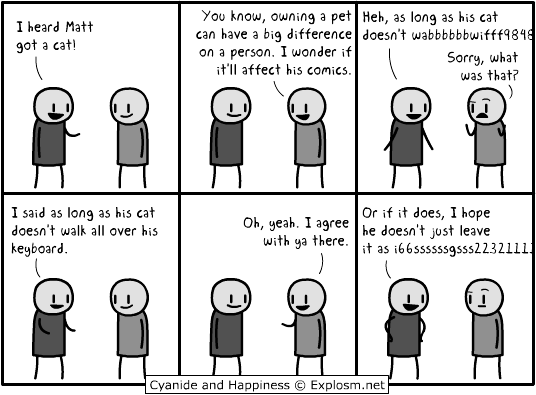 I heard Matt
got a cat!
You know, owning a pet
can have a big difference
on a person. I wonder if
it'll affect his comics.
Heh, as long as his cat
doesn't wabbbbbbwifff9848
Sorry, what
was that?
I said as long as his cat
doesn't walk all over his
keyboard.
Oh, yeah. I agree
with ya there.
Or if it does, I hope
he doesn't just leave
it as i66ssssssgsss22321111
Cyanide and Happiness © Explosm.net